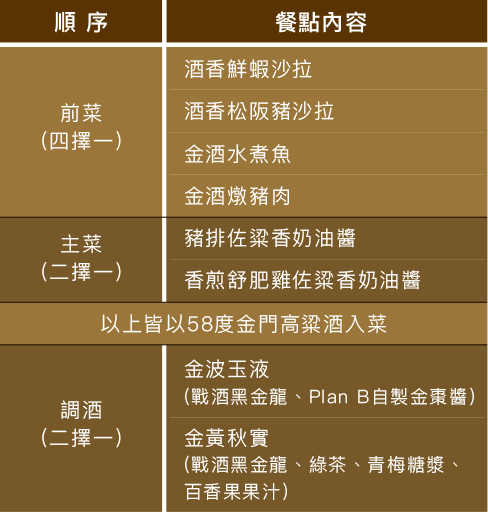 順 序
餐點內容
前菜
(四擇一)
酒香鮮蝦沙拉
酒香松阪豬沙拉
金酒水煮魚
金酒燉豬肉
主菜
(二擇一)
豬排佐粱香奶油醬
香煎舒肥雞佐粱香奶油醬
以上皆以58度金門高粱酒入菜
調酒
(二擇一)
金波玉液
(戰酒黑金龍、Plan B自製金棗醬)
金黃秋實
(戰酒黑金龍、綠茶、青梅糖漿、
百香果果汁)